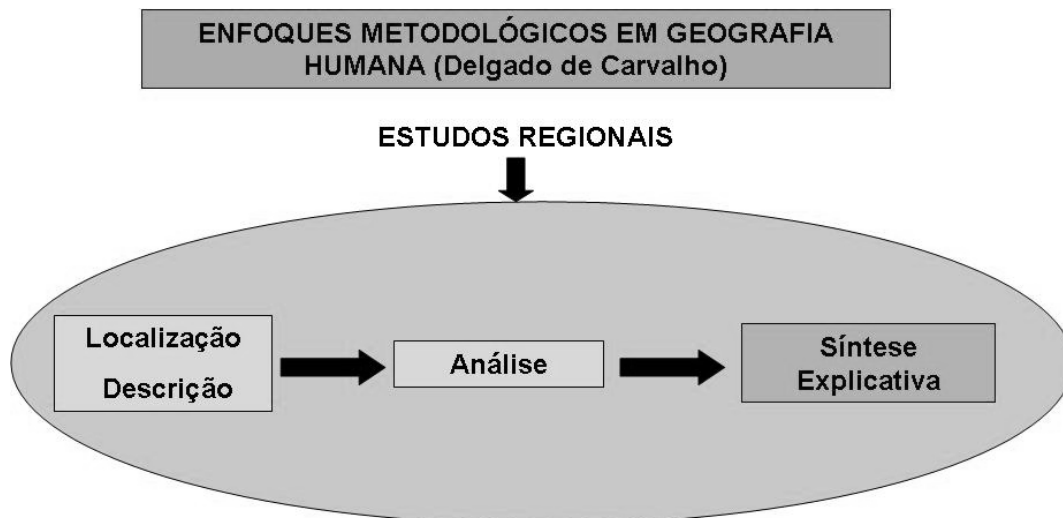 ENFOQUES METODOLÓGICOS EM GEOGRAFIA
HUMANA (Delgado de Carvalho)
ESTUDOS REGIONAIS
Localização
Descrição
Análise
Síntese
Explicativa